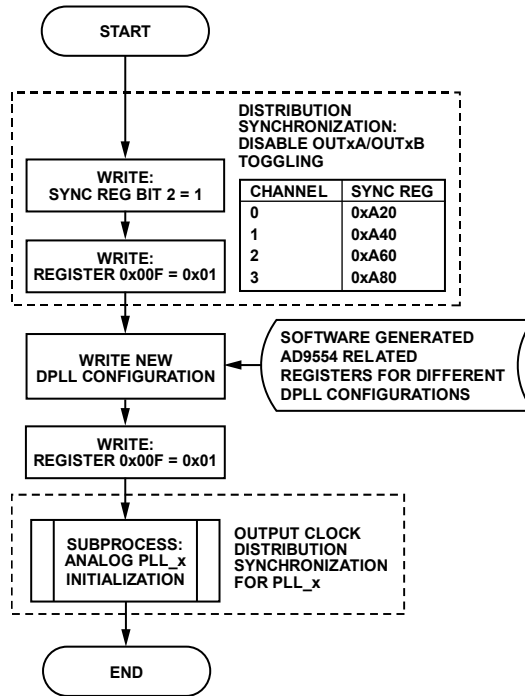 START
DISTRIBUTION
SYNCHRONIZATION:
DISABLE OUTxA/OUTxB
TOGGLING
WRITE:
SYNC REG BIT 2 = 1
CHANNEL SYNC REG
0 0xA20
1 0xA40
2 0xA60
3 0xA80
WRITE:
REGISTER 0x00F = 0x01
WRITE NEW
DPLL CONFIGURATION
SOFTWARE GENERATED
AD9554 RELATED
REGISTERS FOR DIFFERENT
DPLL CONFIGURATIONS
WRITE:
REGISTER 0x00F = 0x01
SUBPROCESS:
ANALOG PLL_x
INITIALIZATION
OUTPUT CLOCK
DISTRIBUTION
SYNCHRONIZATION
FOR PLL_x
END